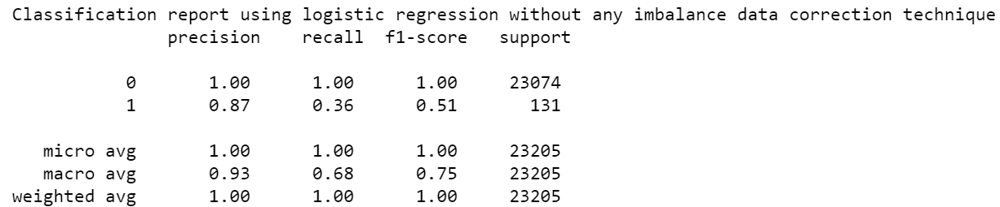 Classification report using logistic regression without any imbalance data correction technique
precision recall f1-score support
0 1.00 1.00 1.00 23074
1 0.87 0.36 0.51 131
micro avg 1.00 1.00 1.00 23205
macro avg 0.93 0.68 0.75 23205
weighted avg 1.00 1.00 1.00 23205